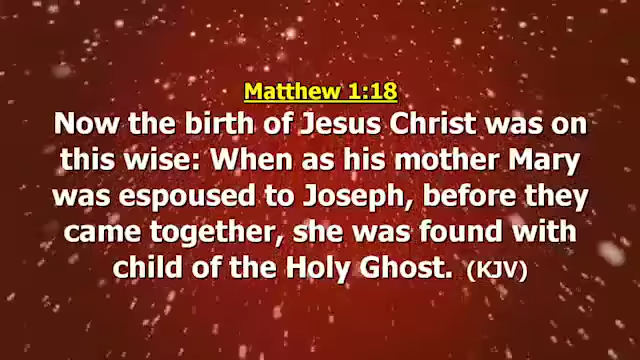 Matthew 1:18
Now the birth of Jesus Christ was on
this wise: When as his mother Mary
was espoused to Joseph, before they
came together, she was found with
child of the Holy Ghost. (KJV)